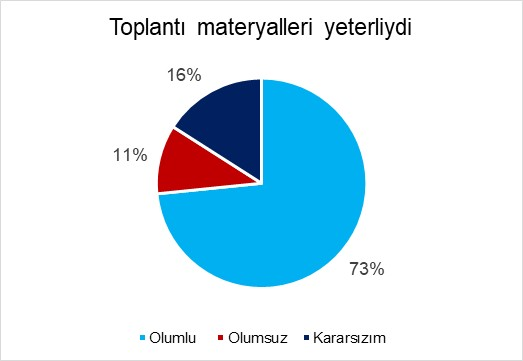 Toplantı materyalleri yeterliydi
16%
11%
73%
Olumlu Olumsuz Kararsızım